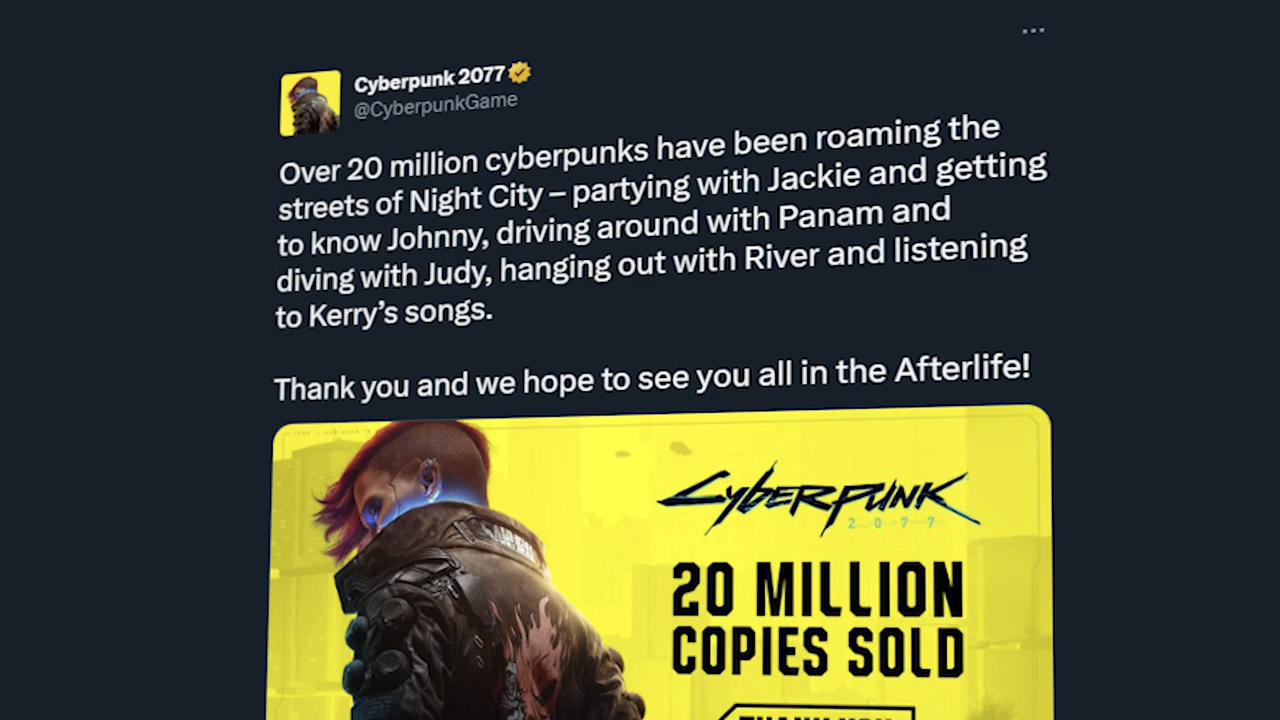 Cyberpunk 2077
@CyberpunkGame
Over 20 million cyberpunks have been roaming the
streets of Night City – partying with Jackie and getting
to know Johnny, driving around with Panam and
diving with Judy, hanging out with River and listening
to Kerry’s songs.
Thank you and we hope to see you all in the Afterlife!
CYBERPUNK
2077
20 MILLION
COPIES SOLD